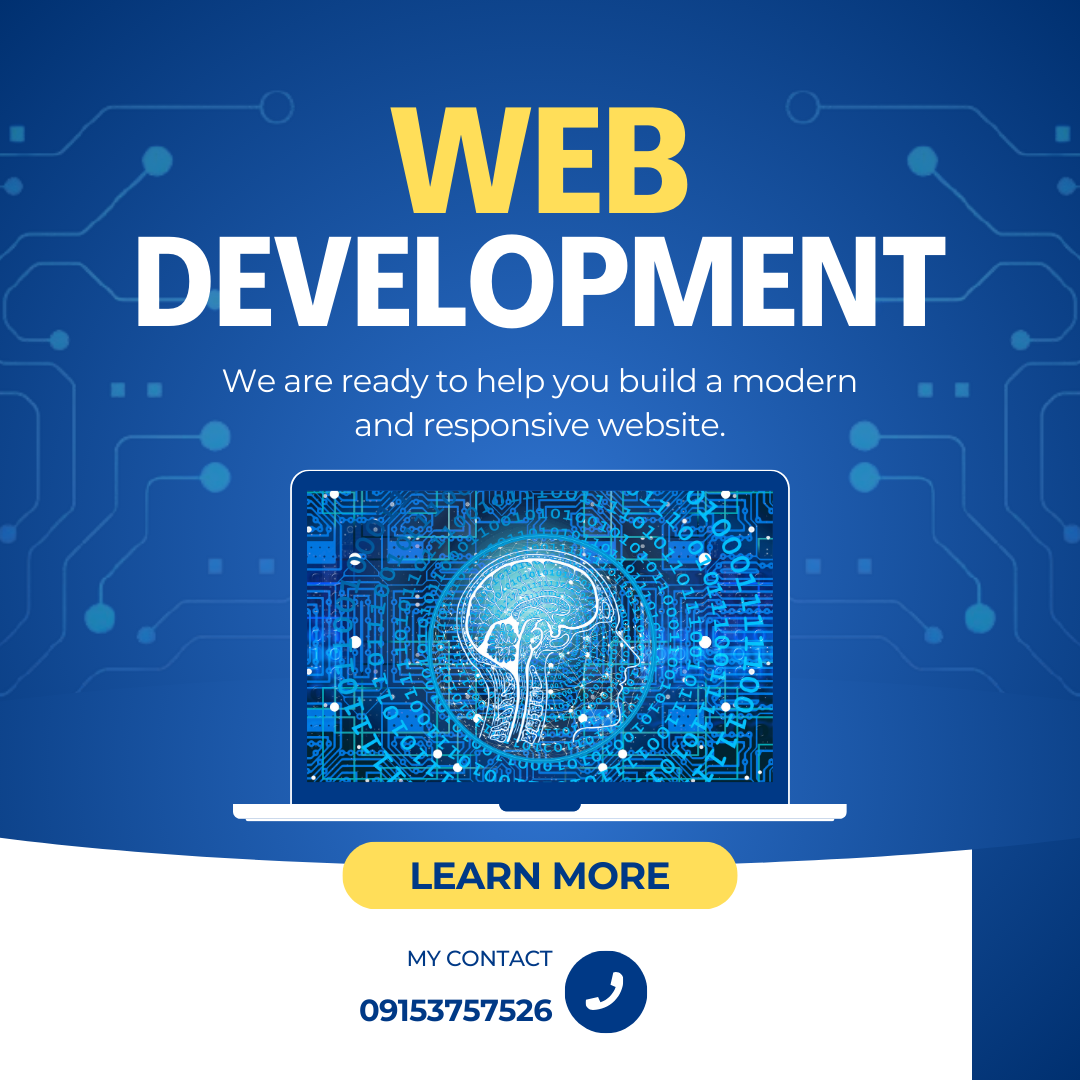 WEB
DEVELOPMENT
We are ready to help you build a modern
and responsive website.
LEARN MORE
MY CONTACT
09153757526